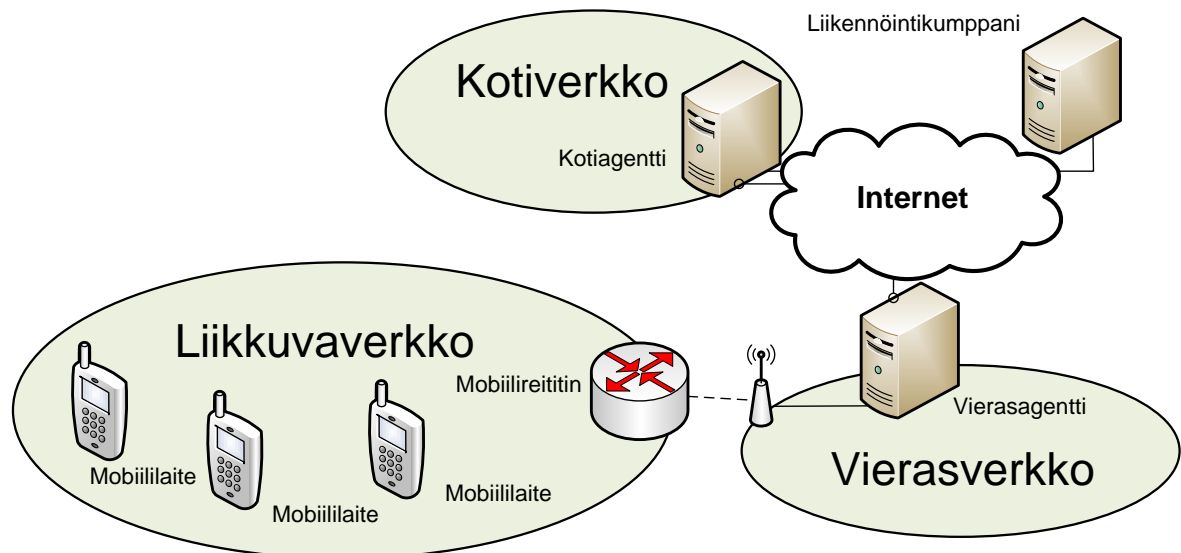 Liikennöintikumppani
Kotiverkko
Kotiagentti
Internet
Liikkuvaverkko
Mobiilireititin
Vierasagentti
Vierasverkko
Mobiililaite
Mobiililaite
Mobiililaite